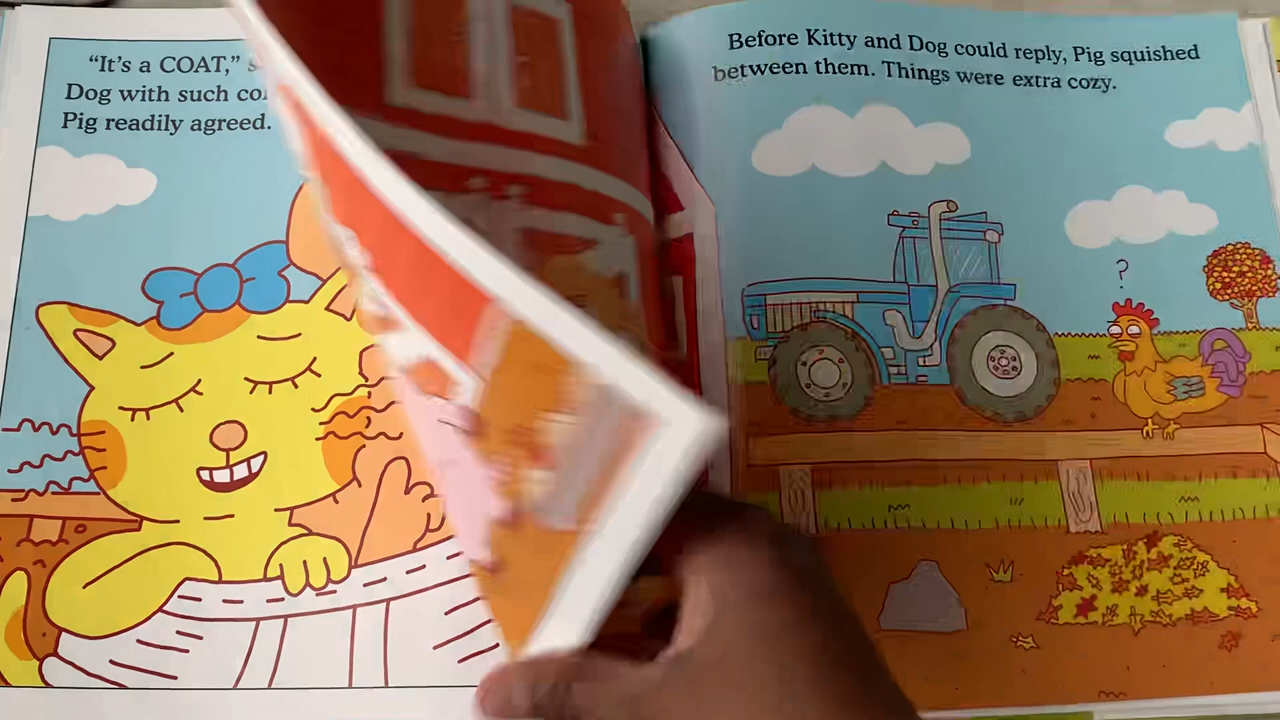 “It’s a COAT,”
Dog with such
Pig readily agreed.
Before Kitty and Dog could reply, Pig squished
between them. Things were extra cozy.
?